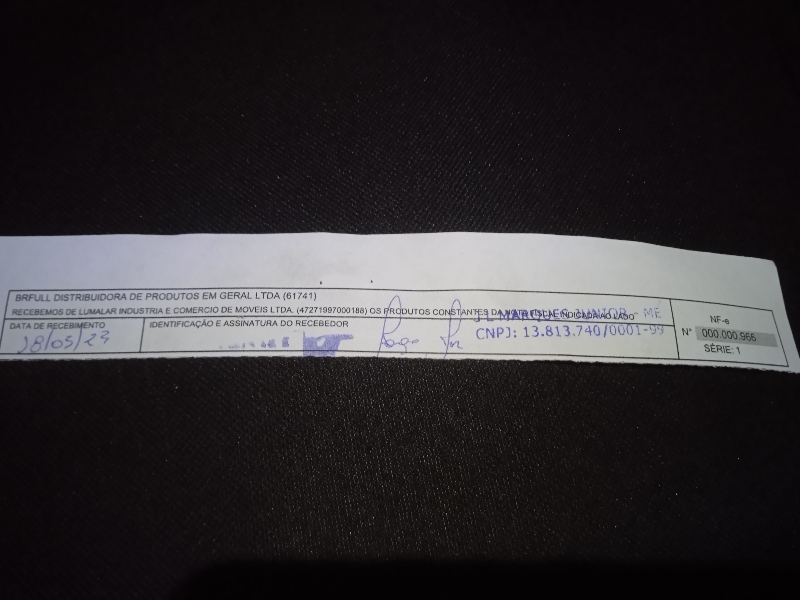 BRFULL DISTRIBUIDORA DE PRODUTOS EM GERAL LTDA (61741)
RECEBEMOS DE LUMALAR INDUSTRIA E COMERCIO DE MOVEIS LTDA. (47271997000188) OS PRODUTOS CONSTANTES DA NOTA FISCAL INDICADA AO LADO
DATA DE RECEBIMENTO
28/05/24
IDENTIFICAÇÃO E ASSINATURA DO RECEBEDOR
JUNIOR - ME
CNPJ: 13.813.740/0001-99
NF-e
N° 000.000.966
SÉRIE: 1